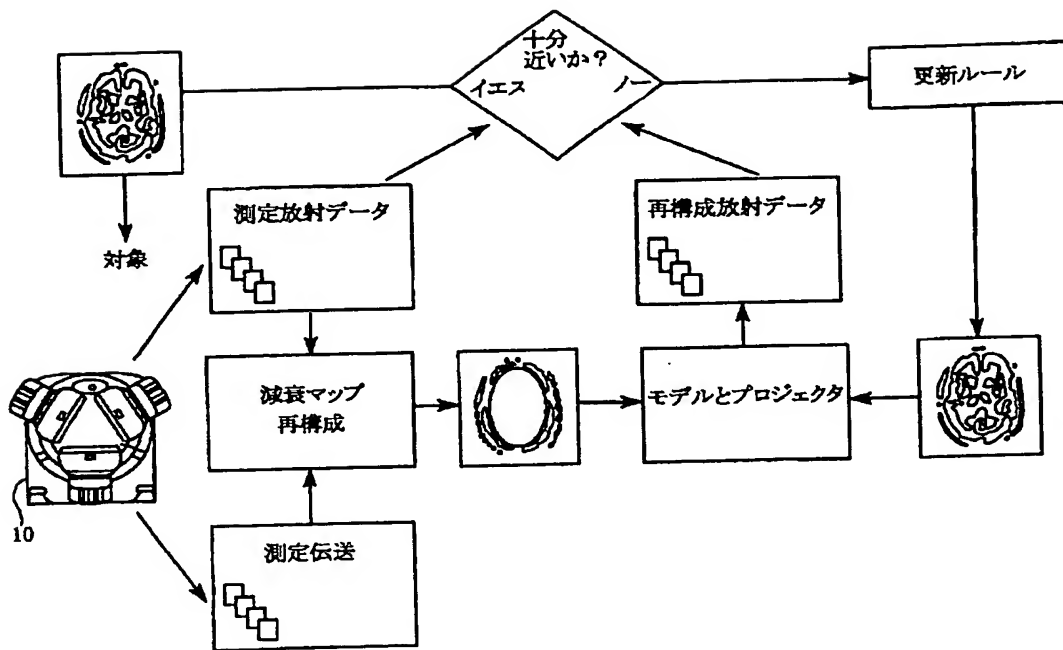 十分
近いか？
イエス
ノー
更新ルール
測定放射データ
再構成放射データ
対象
減衰マップ
再構成
モデルとプロジェクタ
10
測定伝送